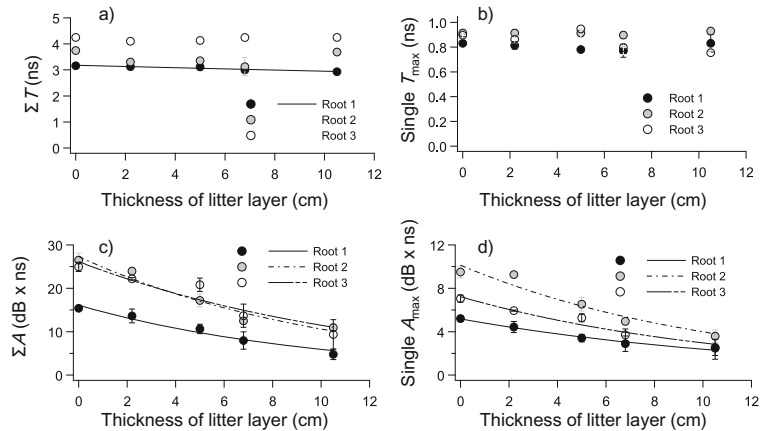 a)
5
4
3
2
1
0
Σ T (ns)
Root 1
Root 2
Root 3
0 2 4 6 8 10 12
Thickness of litter layer (cm)
b)
1.0
0.8
0.6
0.4
0.2
0.0
Single Tmax (ns)
Root 1
Root 2
Root 3
0 2 4 6 8 10 12
Thickness of litter layer (cm)
c)
30
20
10
0
ΣA (dB x ns)
Root 1
Root 2
Root 3
0 2 4 6 8 10 12
Thickness of litter layer (cm)
d)
12
8
4
0
Single Amax (dB x ns)
Root 1
Root 2
Root 3
0 2 4 6 8 10 12
Thickness of litter layer (cm)